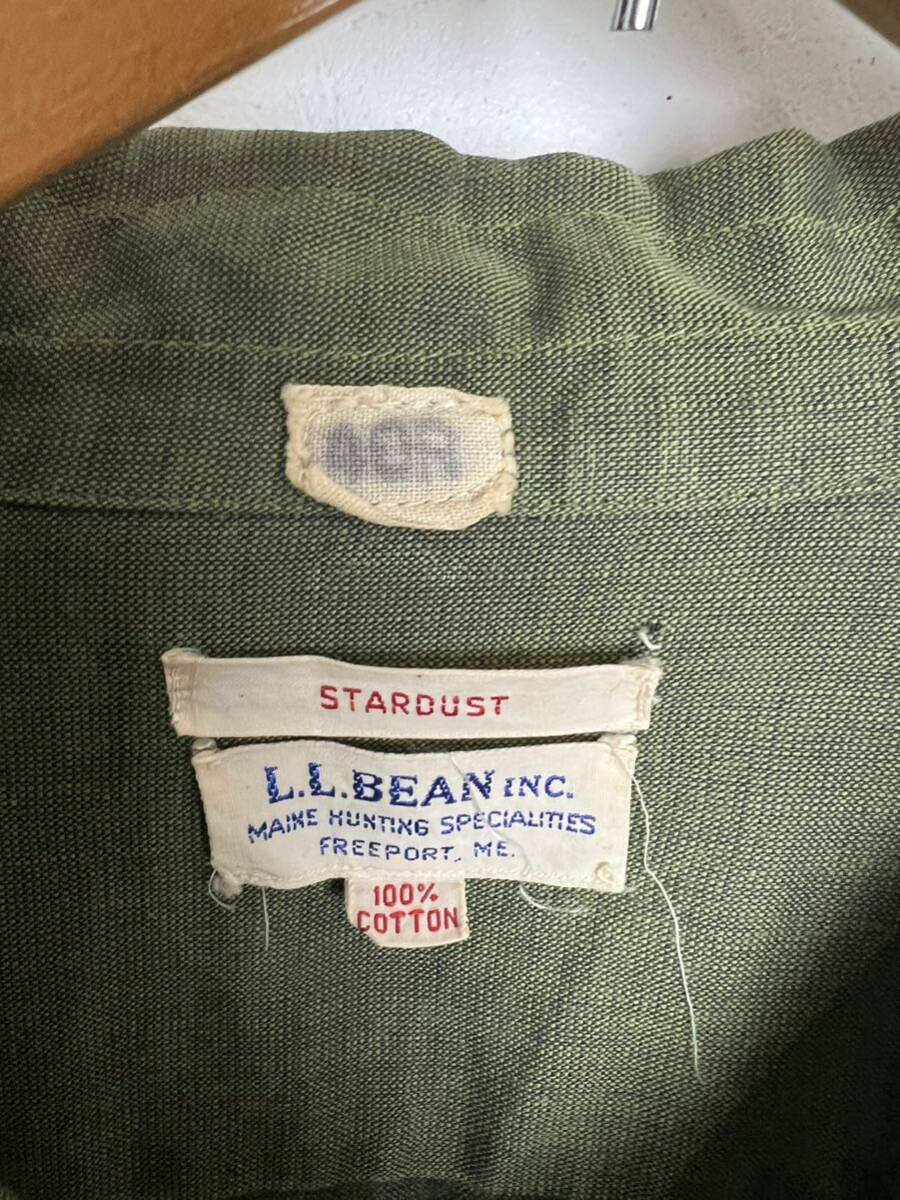 STARDUST
L.L.BEAN INC.
MAINE HUNTING SPECIALITIES
FREEPORT, ME.
100%
COTTON